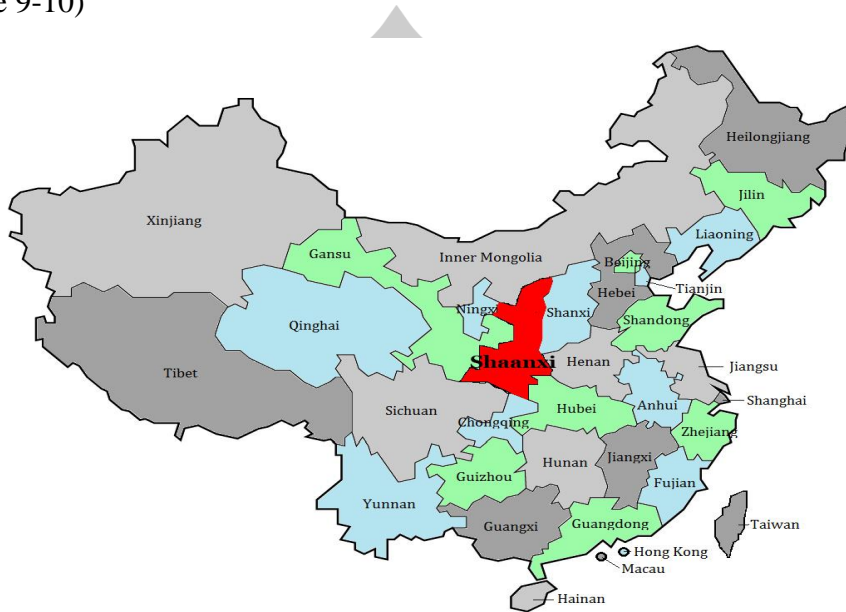 e 9-10)
Heilongjiang
Jilin
Xinjiang
Liaoning
Gansu
Inner Mongolia
Beijing
Tianjin
Ningxi
Hebei
Shanxi
Qinghai
Shandong
Shaanxi
Henan
Jiangsu
Tibet
Shanghai
Sichuan
Anhui
Hubei
Chongqing
Zhejiang
Jiangxi
Hunan
Guizhou
Fujian
Yunnan
Guangxi
Guangdong
Taiwan
Hong Kong
Macau
Hainan